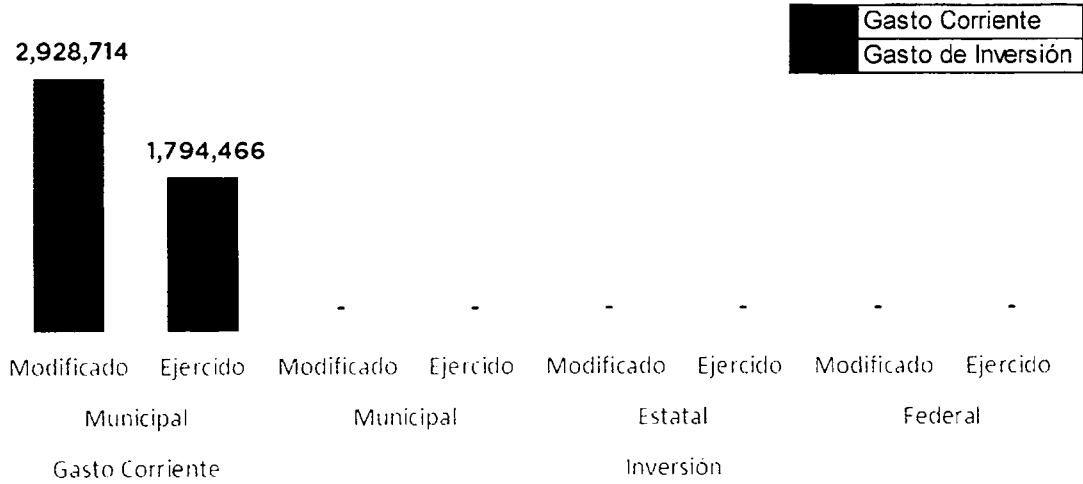 Gasto Corriente
Gasto de Inversión
2,928,714
1,794,466
- - - - - -
Modificado Ejercido Modificado Ejercido Modificado Ejercido Modificado Ejercido
Municipal Municipal Estatal Federal
Gasto Corriente Inversión